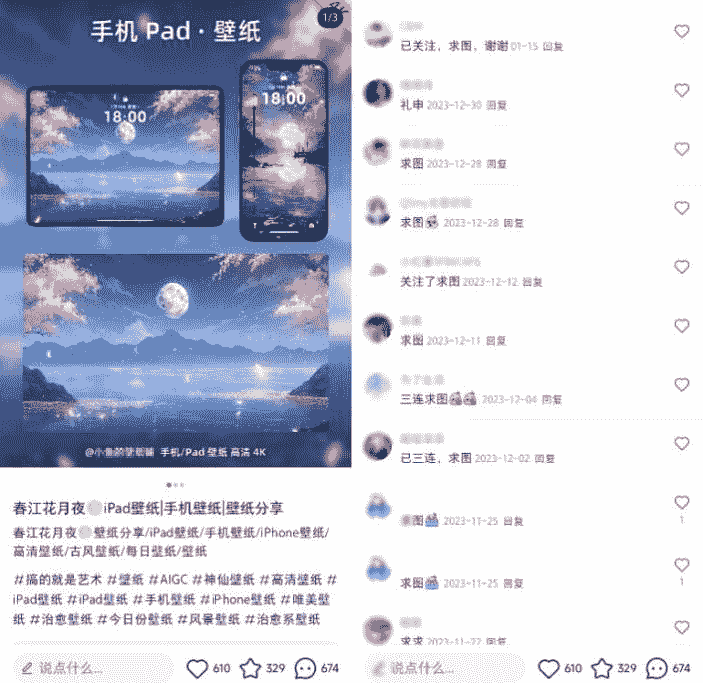 1/3
手机 Pad · 壁纸
18:00
18:00
手机/Pad 壁纸 高清 4K
春江花月夜 iPad壁纸|手机壁纸|壁纸分享
春江花月夜 壁纸分享/iPad壁纸/手机壁纸/iPhone壁纸/
高清壁纸/古风壁纸/每日壁纸/壁纸
#搞的就是艺术 #壁纸 #AIGC #神仙壁纸 #高清壁纸 #
iPad壁纸 #iPad壁纸 #手机壁纸 #iPhone壁纸 #唯美壁
纸 #治愈壁纸 #今日份壁纸 #风景壁纸 #治愈系壁纸
说点什么... 610 329 674
已关注，求图，谢谢 01-15 回复
礼申 2023-12-30 回复
求图 2023-12-28 回复
求图 2023-12-28 回复
关注了求图 2023-12-12 回复
求图 2023-12-11 回复
三连求图 2023-12-04 回复
已三连，求图 2023-12-02 回复
求图 2023-11-25 回复
1
求图 2023-11-25 回复
1
求求 2023-11-22 回复
说点什么... 610 329 674